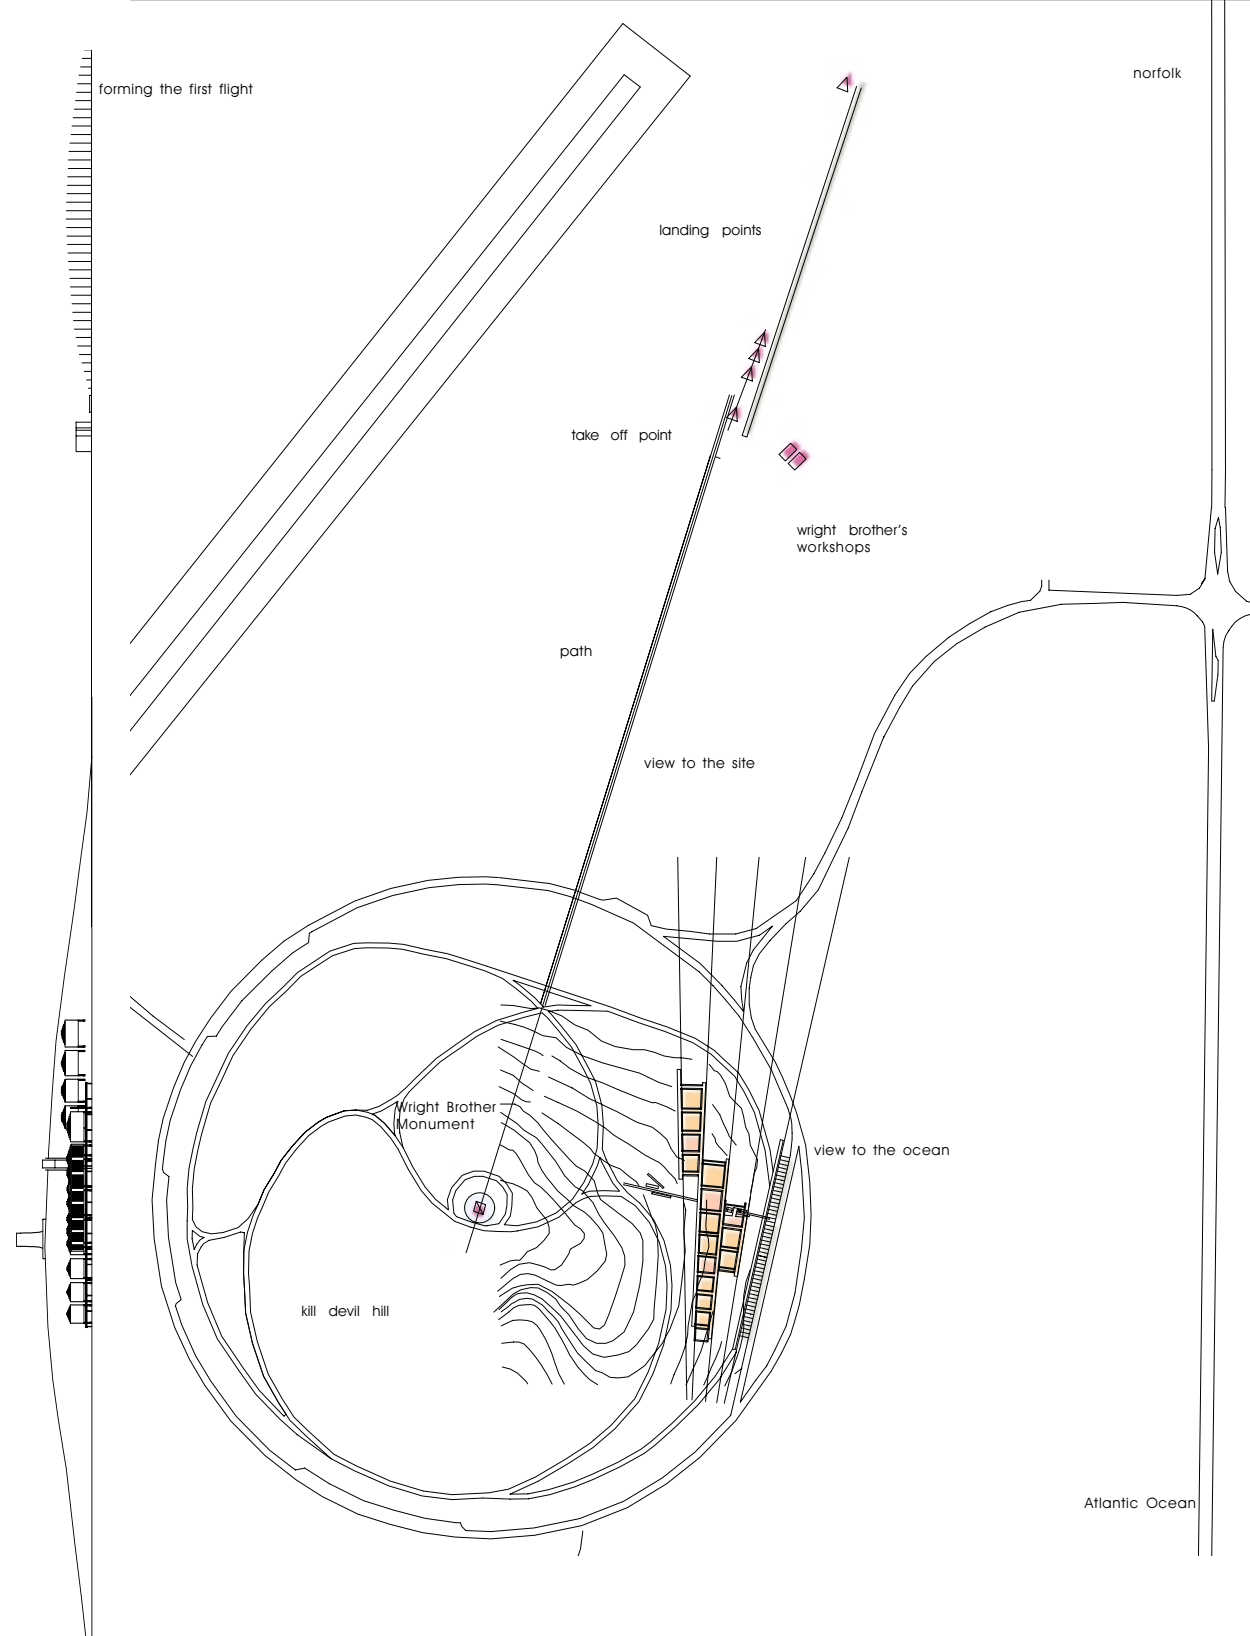 norfolk
forming the first flight
landing points
take off point
wright brother's
workshops
path
view to the site
Wright Brother
Monument
view to the ocean
kill devil hill
Atlantic Ocean